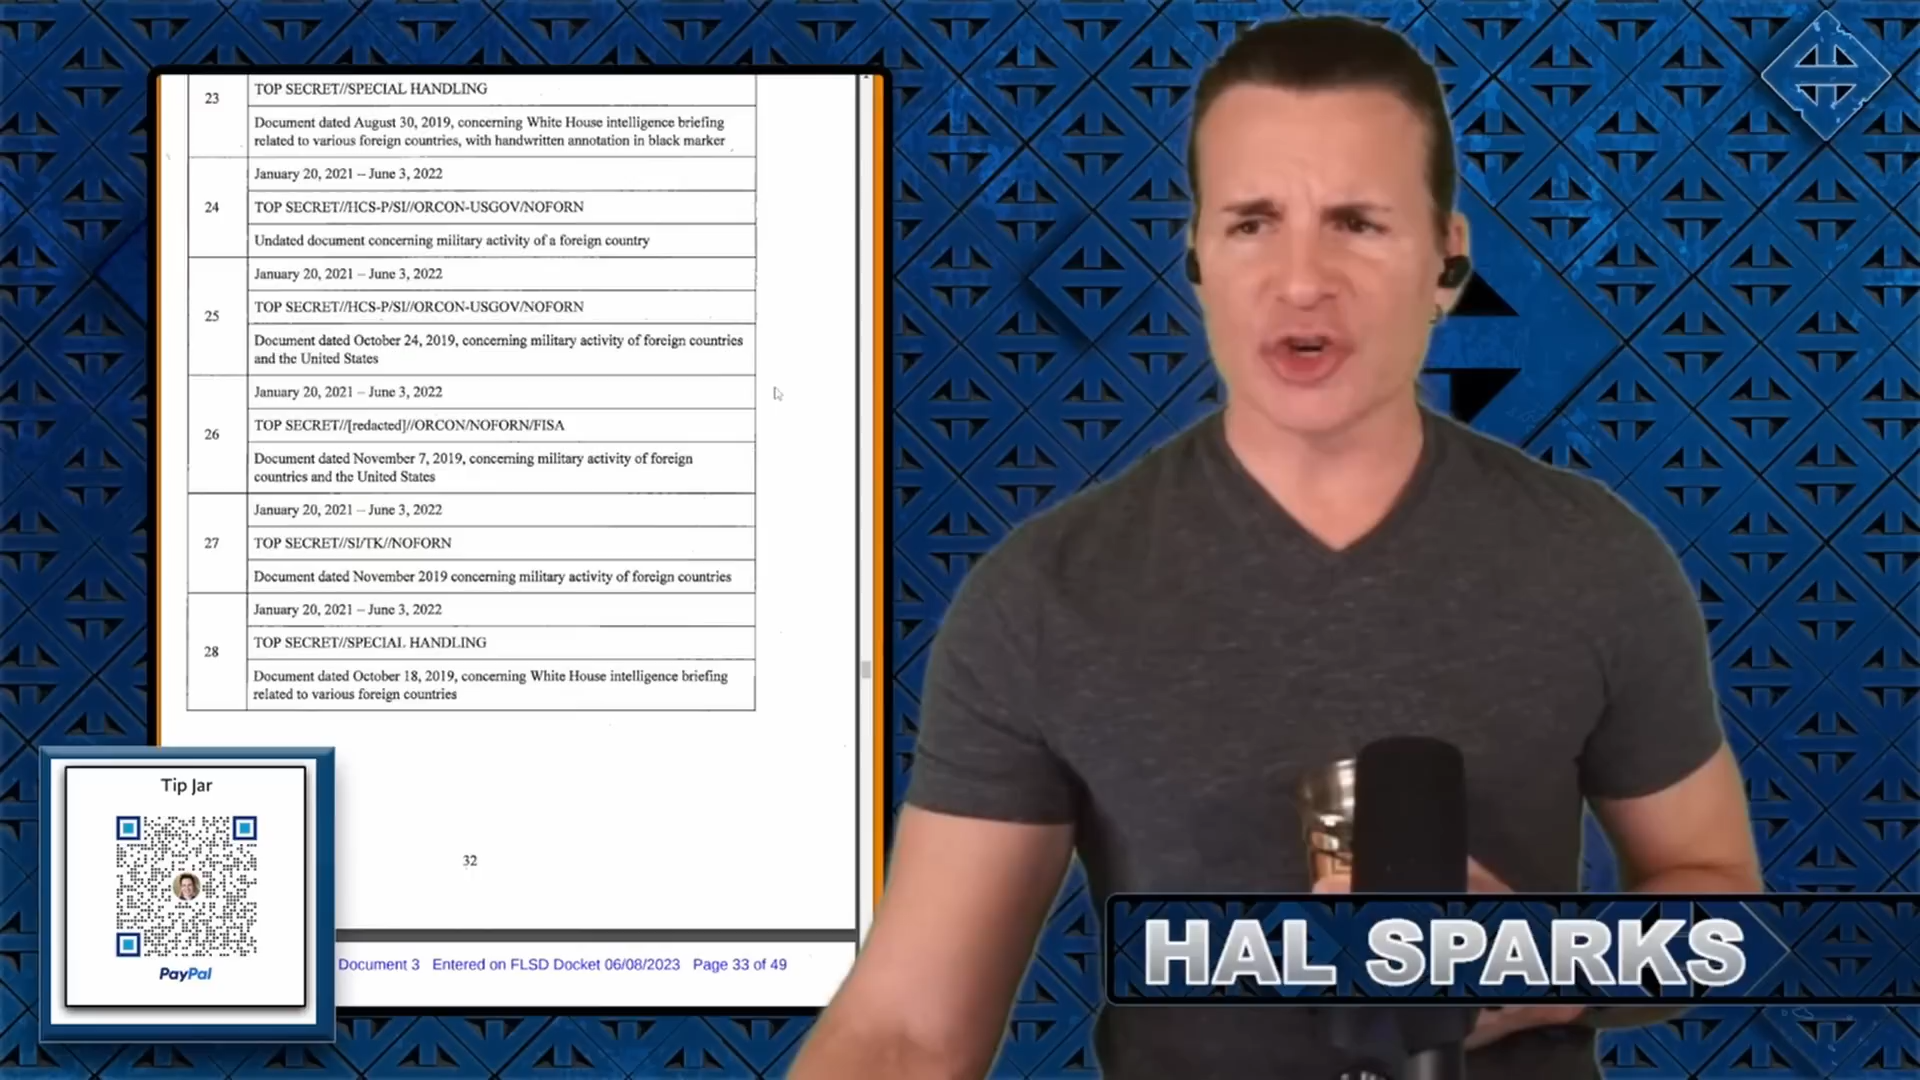 23
TOP SECRET//SPECIAL HANDLING
Document dated August 30, 2019, concerning White House intelligence briefing
related to various foreign countries, with handwritten annotation in black marker
24
January 20, 2021 – June 3, 2022
TOP SECRET//HCS-P/SI//ORCON-USGOV/NOFORN
Undated document concerning military activity of a foreign country
25
January 20, 2021 – June 3, 2022
TOP SECRET//HCS-P/SI//ORCON-USGOV/NOFORN
Document dated October 24, 2019, concerning military activity of foreign countries
and the United States
26
January 20, 2021 – June 3, 2022
TOP SECRET//[redacted]//ORCON/NOFORN/FISA
Document dated November 7, 2019, concerning military activity of foreign
countries and the United States
27
January 20, 2021 – June 3, 2022
TOP SECRET//SI/TK//NOFORN
Document dated November 2019 concerning military activity of foreign countries
28
January 20, 2021 – June 3, 2022
TOP SECRET//SPECIAL HANDLING
Document dated October 18, 2019, concerning White House intelligence briefing
related to various foreign countries
32
Document 3 Entered on FLSD Docket 06/08/2023 Page 33 of 49
Tip Jar
PayPal
HAL SPARKS